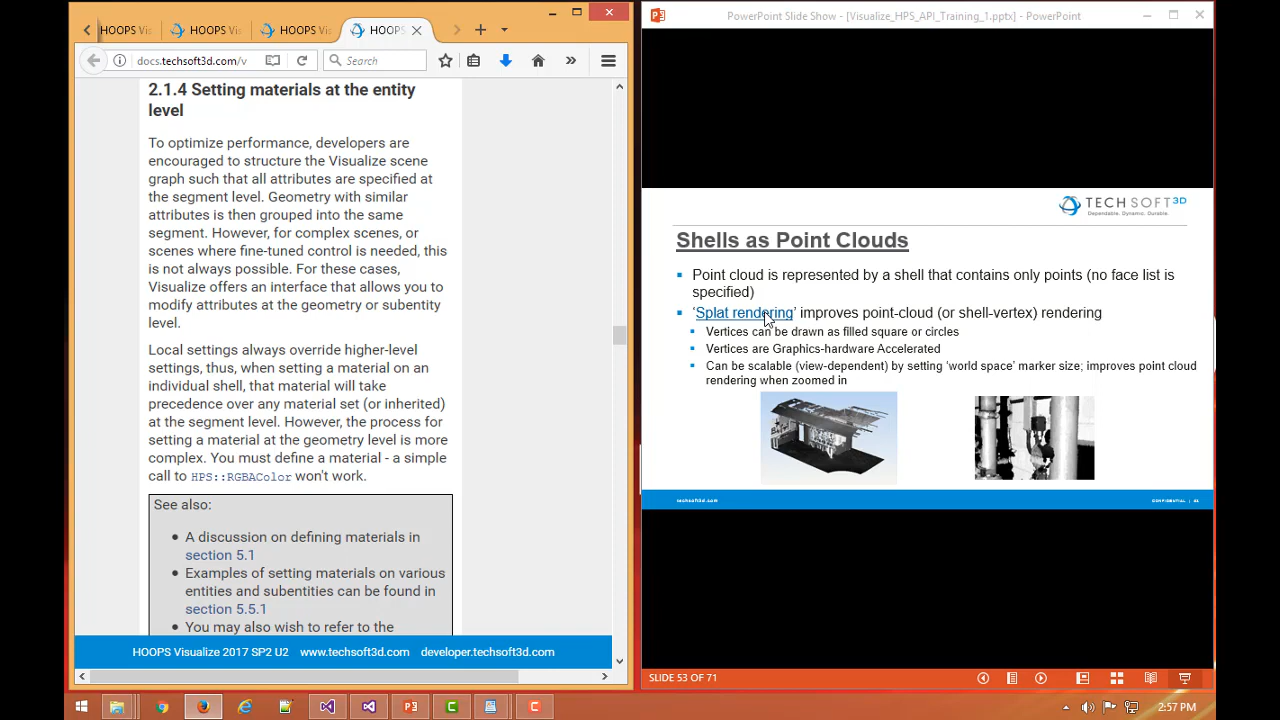 HOOPS Vis
HOOPS Vis
HOOPS Vis
HOOPS
docs.techsoft3d.com/v
Search
2.1.4 Setting materials at the entity
level
To optimize performance, developers are
encouraged to structure the Visualize scene
graph such that all attributes are specified at
the segment level. Geometry with similar
attributes is then grouped into the same
segment. However, for complex scenes, or
scenes where fine-tuned control is needed, this
is not always possible. For these cases,
Visualize offers an interface that allows you to
modify attributes at the geometry or subentity
level.
Local settings always override higher-level
settings, thus, when setting a material on an
individual shell, that material will take
precedence over any material set (or inherited)
at the segment level. However, the process for
setting a material at the geometry level is more
complex. You must define a material - a simple
call to HPS::RGBAColor won't work.
See also:
A discussion on defining materials in
section 5.1
Examples of setting materials on various
entities and subentities can be found in
section 5.5.1
You may also wish to refer to the
HOOPS Visualize 2017 SP2 U2 www.techsoft3d.com developer.techsoft3d.com
PowerPoint Slide Show - [Visualize_HPS_API_Training_1.pptx] - PowerPoint
TECH SOFT 3D
Dependable. Dynamic. Durable.
Shells as Point Clouds
Point cloud is represented by a shell that contains only points (no face list is
specified)
‘Splat rendering’ improves point-cloud (or shell-vertex) rendering
Vertices can be drawn as filled square or circles
Vertices are Graphics-hardware Accelerated
Can be scalable (view-dependent) by setting ‘world space’ marker size; improves point cloud
rendering when zoomed in
techsoft3d.com
CONFIDENTIAL | 53
SLIDE 53 OF 71
2:57 PM